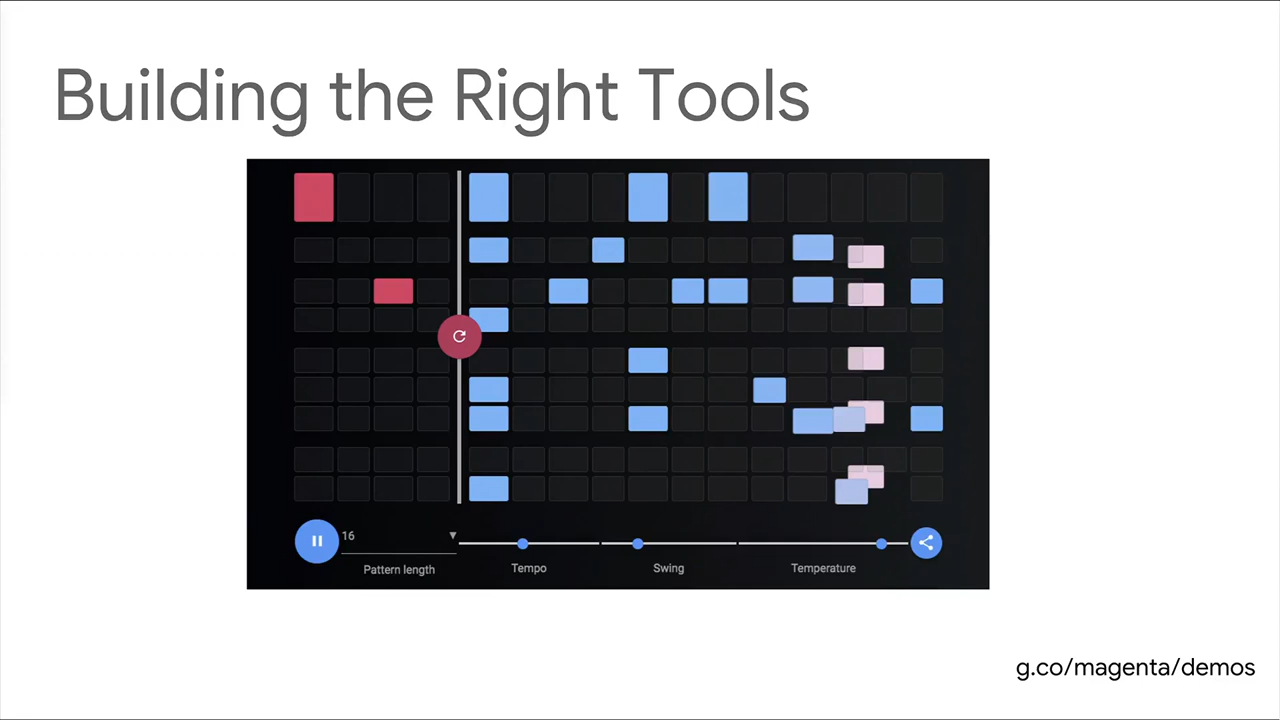 Building the Right Tools
16
Pattern length
Tempo
Swing
Temperature
g.co/magenta/demos